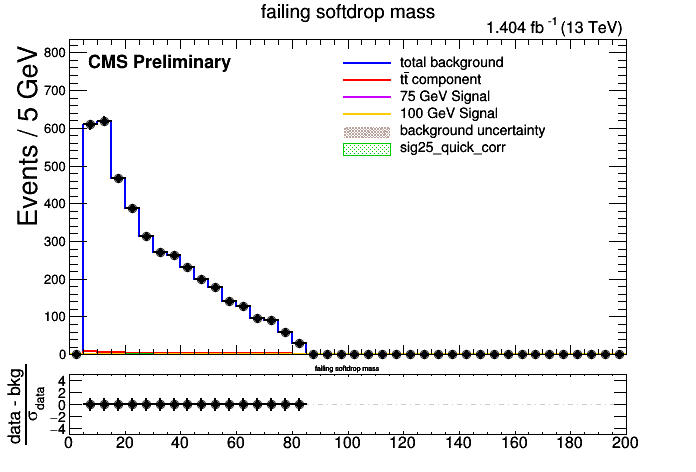 failing softdrop mass
1.404 fb -1 (13 TeV)
CMS Preliminary
total background
tt̄ component
75 GeV Signal
100 GeV Signal
background uncertainty
sig25_quick_corr
Events / 5 GeV
800
700
600
500
400
300
200
100
0
failing softdrop mass
data - bkg
σ data
4
2
0
−2
−4
0 20 40 60 80 100 120 140 160 180 200